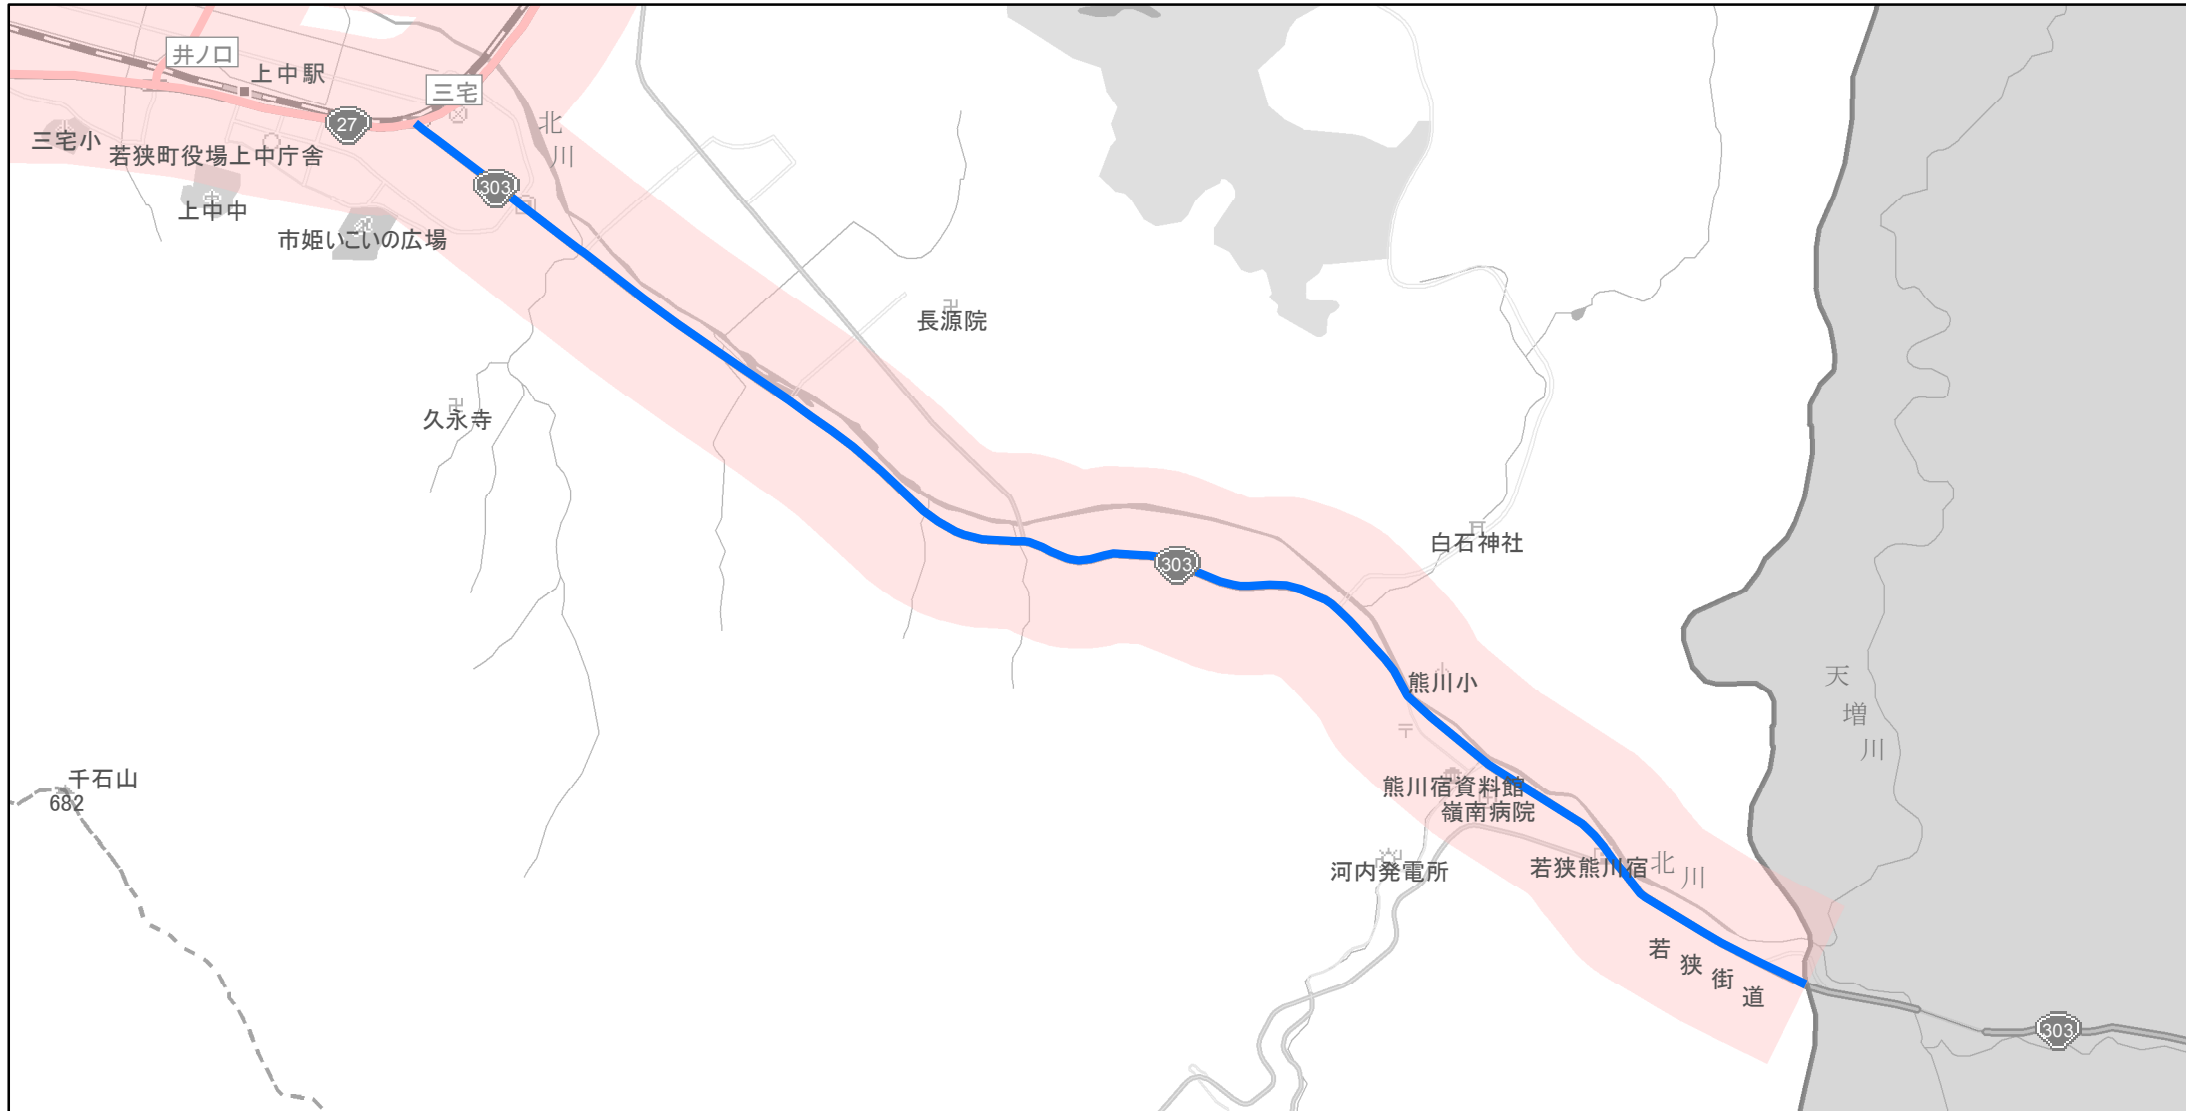 井ノ口
上中駅
三宅
27
三宅小
若狭町役場上中庁舎
北川
303
上中中
市姫いこいの広場
長源院
久永寺
白石神社
303
熊川小
天増川
千石山
682
熊川宿資料館
嶺南病院
河内発電所
若狭熊川宿
北川
若狭街道
303